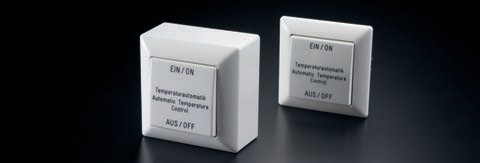 EIN/ON
Temperaturautomatik
Automatic Temperature
Control
AUS/OFF
EIN/ON
Temperaturautomatik
Automatic Temperature
Control
AUS/OFF